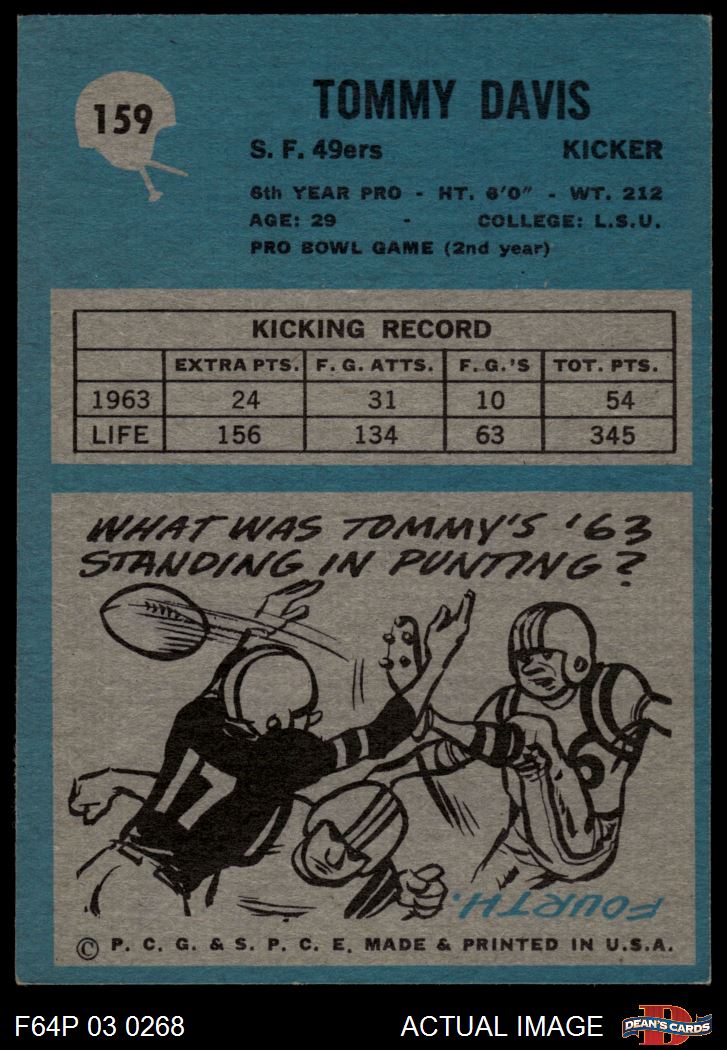 159
TOMMY DAVIS
S. F. 49ers KICKER
6th YEAR PRO - HT. 6'0" - WT. 212
AGE: 29 - COLLEGE: L.S.U.
PRO BOWL GAME (2nd year)
KICKING RECORD
EXTRA PTS. F. G. ATTS. F. G.'S TOT. PTS.
1963 24 31 10 54
LIFE 156 134 63 345
WHAT WAS TOMMY'S '63
STANDING IN PUNTING?
17
FOURTH.
© P. C. G. & S. P. C. E. MADE & PRINTED IN U.S.A.
F64P 03 0268 ACTUAL IMAGE D DEAN'S CARDS